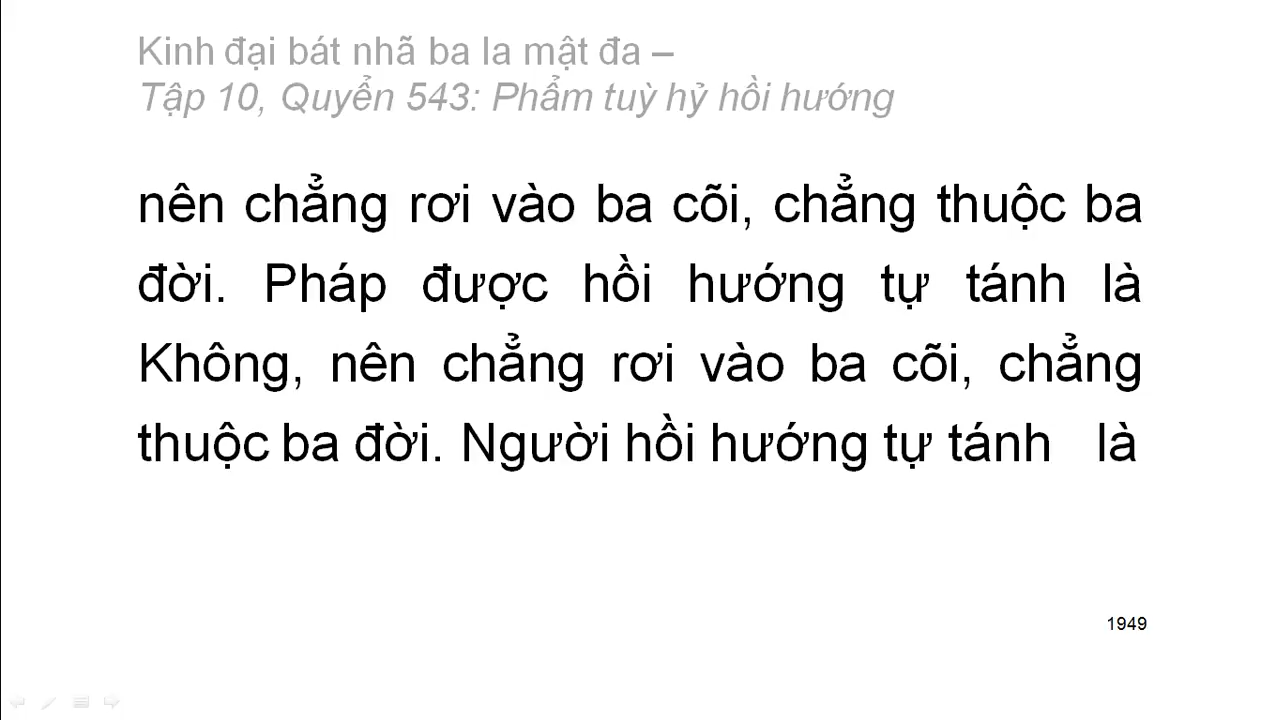 Kinh đại bát nhã ba la mật đa –
Tập 10, Quyển 543: Phẩm tuỳ hỷ hồi hướng
nên chẳng rơi vào ba cõi, chẳng thuộc ba
đời. Pháp được hồi hướng tự tánh là
Không, nên chẳng rơi vào ba cõi, chẳng
thuộc ba đời. Người hồi hướng tự tánh là
1949